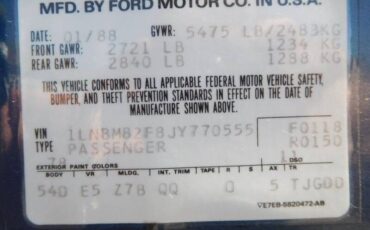 MFD. BY FORD MOTOR CO. IN U.S.A.
DATE: 01/88 GVWR: 5475 LB/2483KG
FRONT GAWR: 2721 LB 1234 KG
REAR GAWR: 2840 LB 1288 KG
THIS VEHICLE CONFORMS TO ALL APPLICABLE FEDERAL MOTOR VEHICLE SAFETY,
BUMPER, AND THEFT PREVENTION STANDARDS IN EFFECT ON THE DATE OF
MANUFACTURE SHOWN ABOVE.
VIN 1LNBM82F8JY770555 F0118
TYPE PASSENGER R0150
EXTERIOR PAINT COLORS DSO
BODY VR MLDG. INT. TRIM TAPE R S AX TR
54D E5 Z7B QQ Q 5 TJGDD
VE7EB-5820472-AB